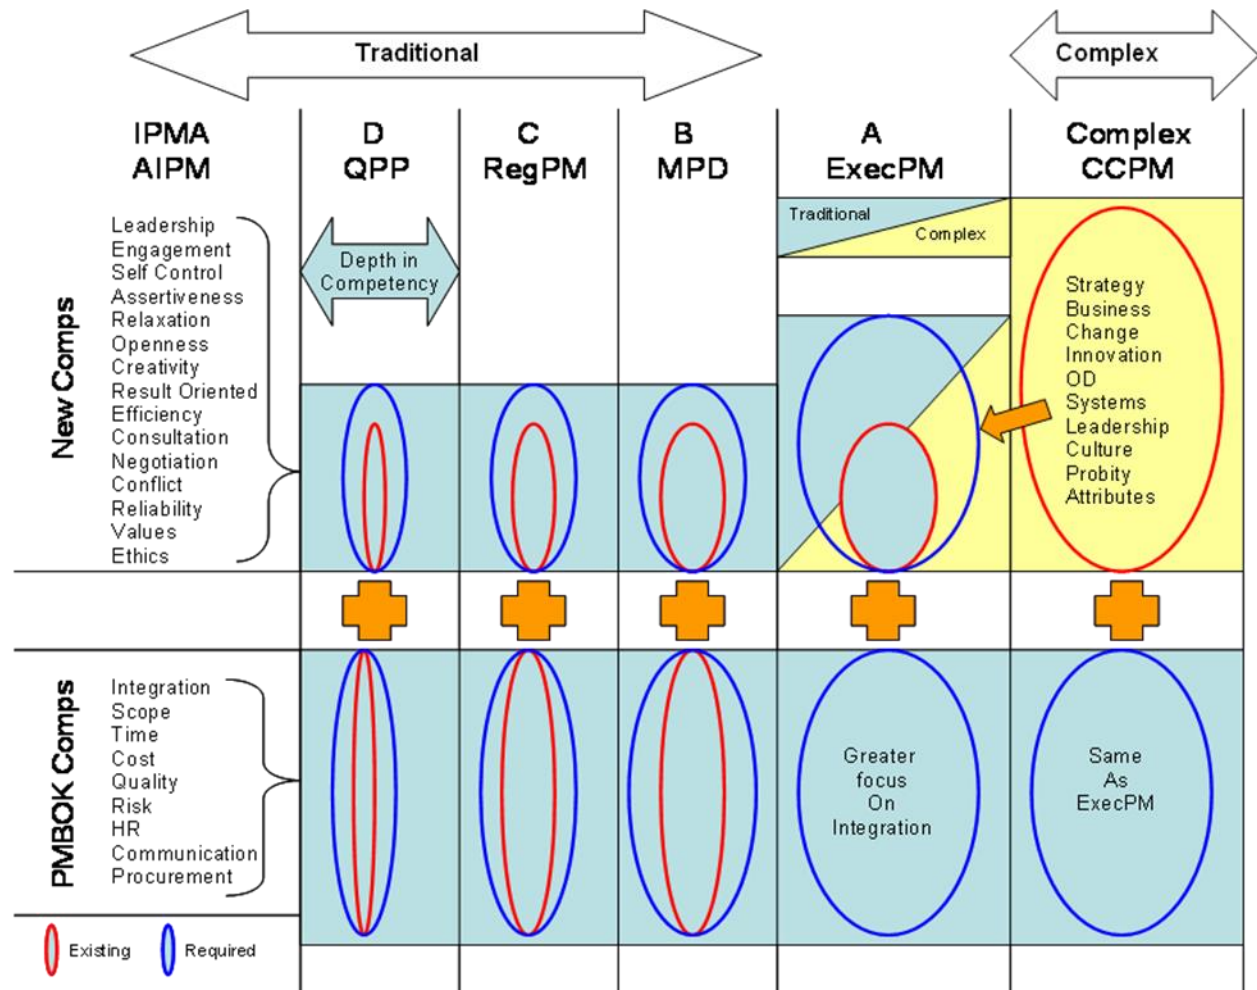 Traditional
Complex
IPMA
AIPM
D
QPP
C
RegPM
B
MPD
A
ExecPM
Complex
CCPM
New Comps
Leadership
Engagement
Self Control
Assertiveness
Relaxation
Openness
Creativity
Result Oriented
Efficiency
Consultation
Negotiation
Conflict
Reliability
Values
Ethics
Depth in
Competency
Traditional
Complex
Strategy
Business
Change
Innovation
OD
Systems
Leadership
Culture
Probity
Attributes
PMBOK Comps
Integration
Scope
Time
Cost
Quality
Risk
HR
Communication
Procurement
Greater
focus
On
Integration
Same
As
ExecPM
Existing
Required